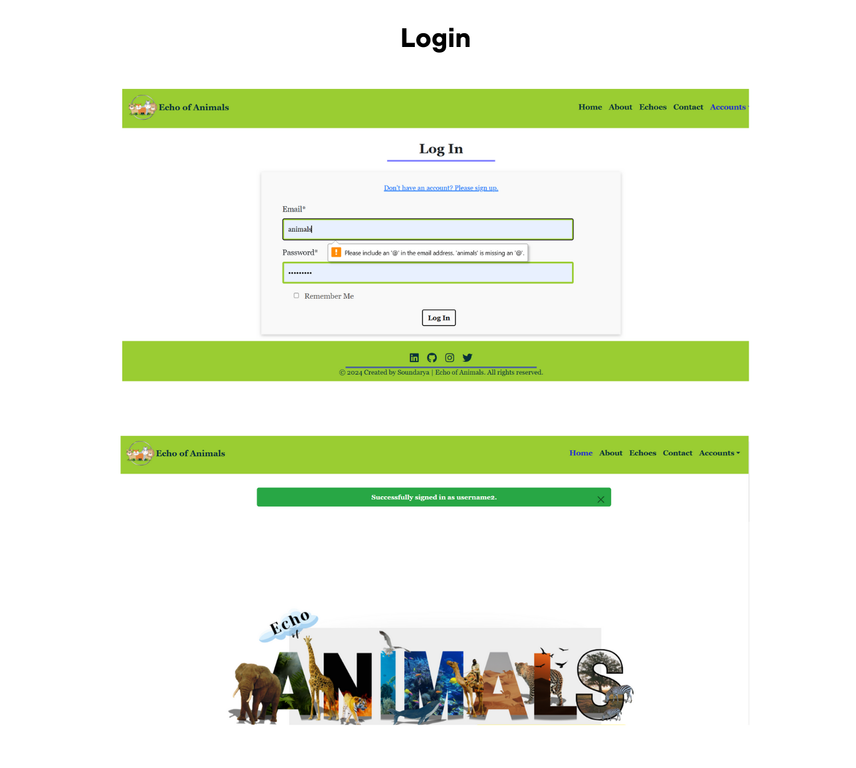 Login
Echo of Animals
Home About Echoes Contact Accounts
Log In
Don't have an account? Please sign up.
Email*
animals
Password*
Please include an '@' in the email address. 'animals' is missing an '@'.
•••••••••
Remember Me
Log In
© 2024 Created by Soundarya | Echo of Animals. All rights reserved.
Echo of Animals
Home About Echoes Contact Accounts
Successfully signed in as username2.
Echo
of
ANIMALS